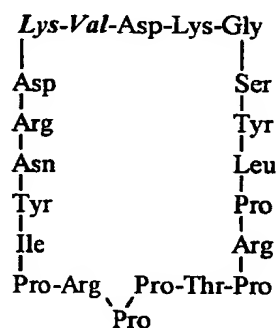 Lys-Val-Asp-Lys-Gly
Asp Ser
Arg Tyr
Asn Leu
Tyr Pro
Ile Arg
Pro-Arg Pro-Thr-Pro
Pro